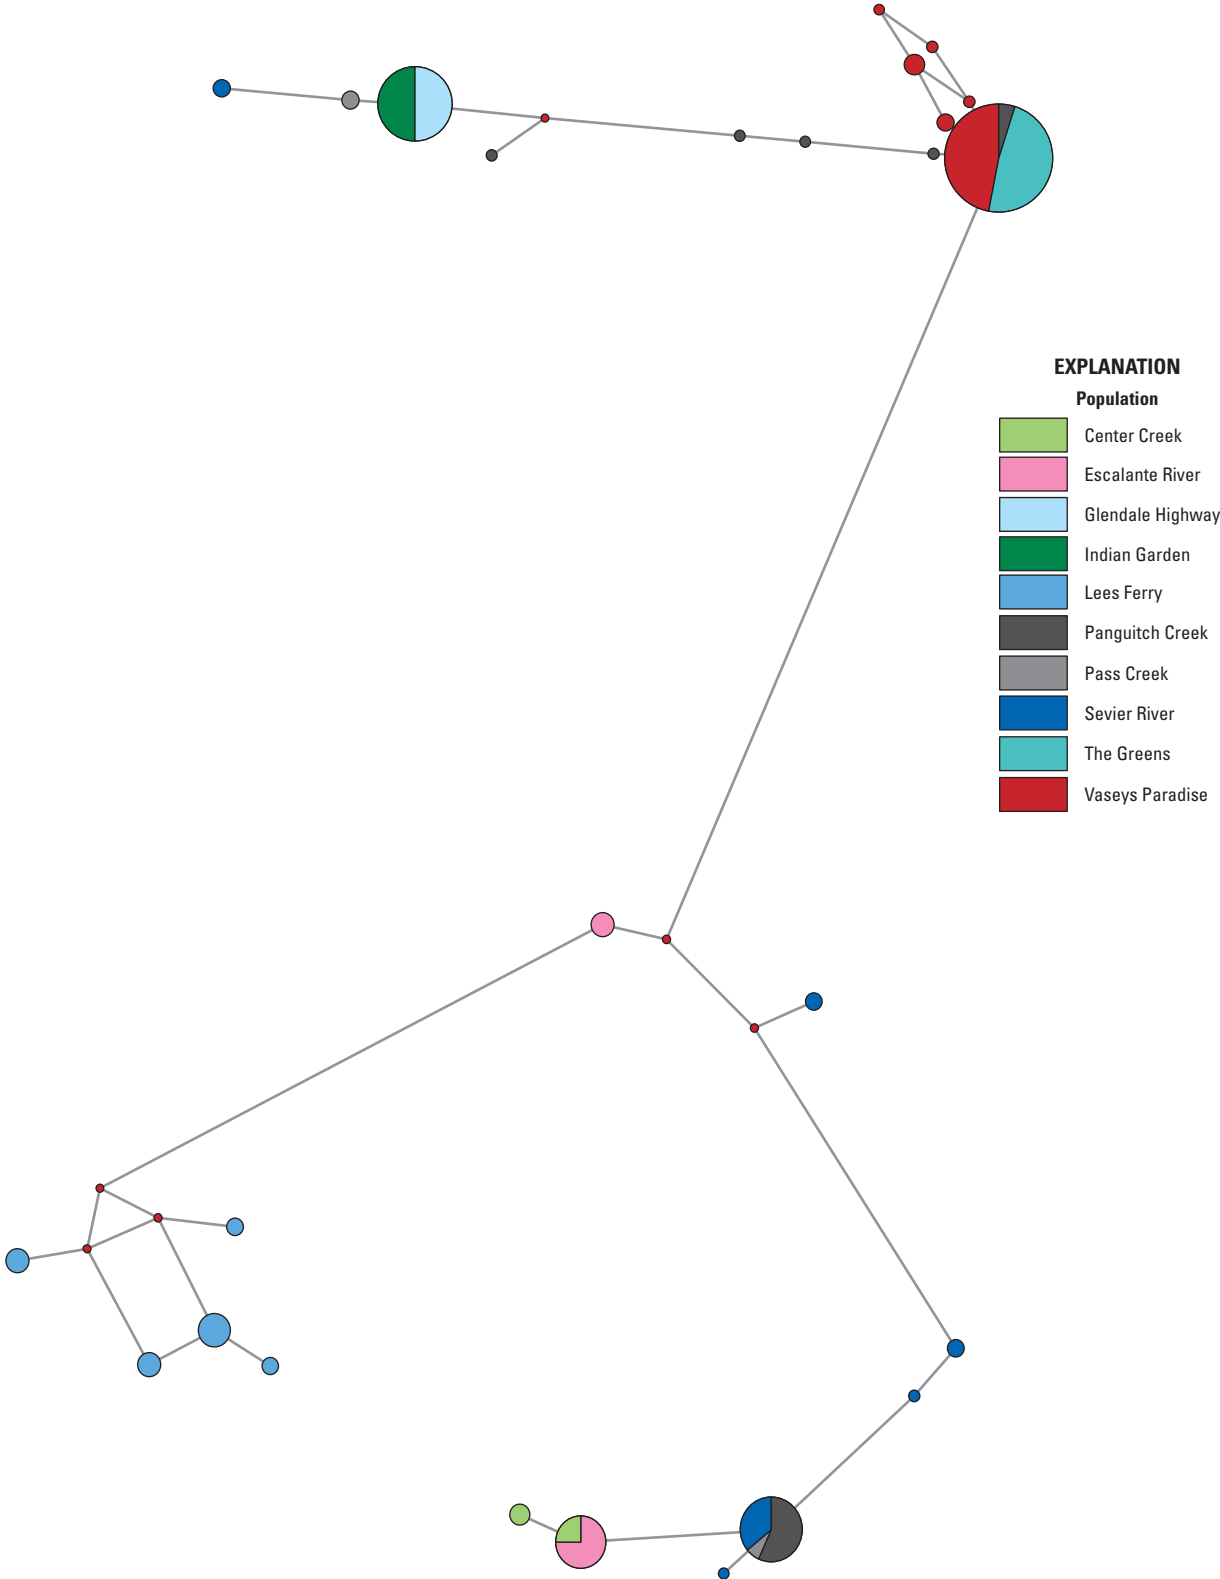 EXPLANATION
Population
Center Creek
Escalante River
Glendale Highway
Indian Garden
Lees Ferry
Panguitch Creek
Pass Creek
Sevier River
The Greens
Vaseys Paradise